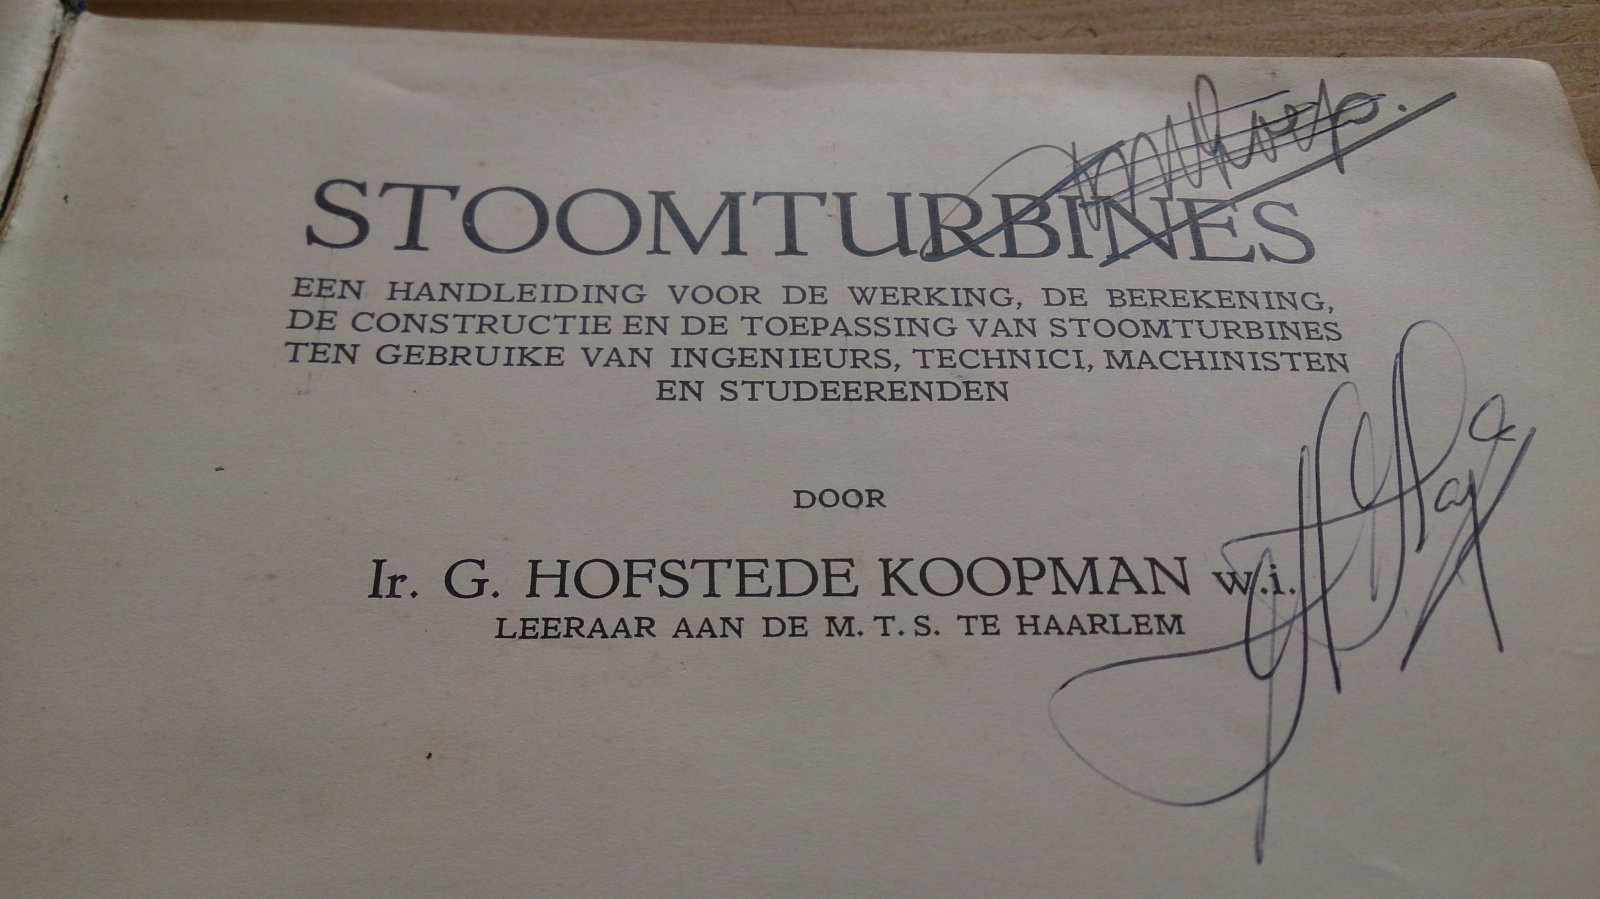 STOOMTURBINES
EEN HANDLEIDING VOOR DE WERKING, DE BEREKENING,
DE CONSTRUCTIE EN DE TOEPASSING VAN STOOMTURBINES
TEN GEBRUIKE VAN INGENIEURS, TECHNICI, MACHINISTEN
EN STUDEERENDEN
DOOR
Ir. G. HOFSTEDE KOOPMAN w.i.
LEERAAR AAN DE M. T. S. TE HAARLEM